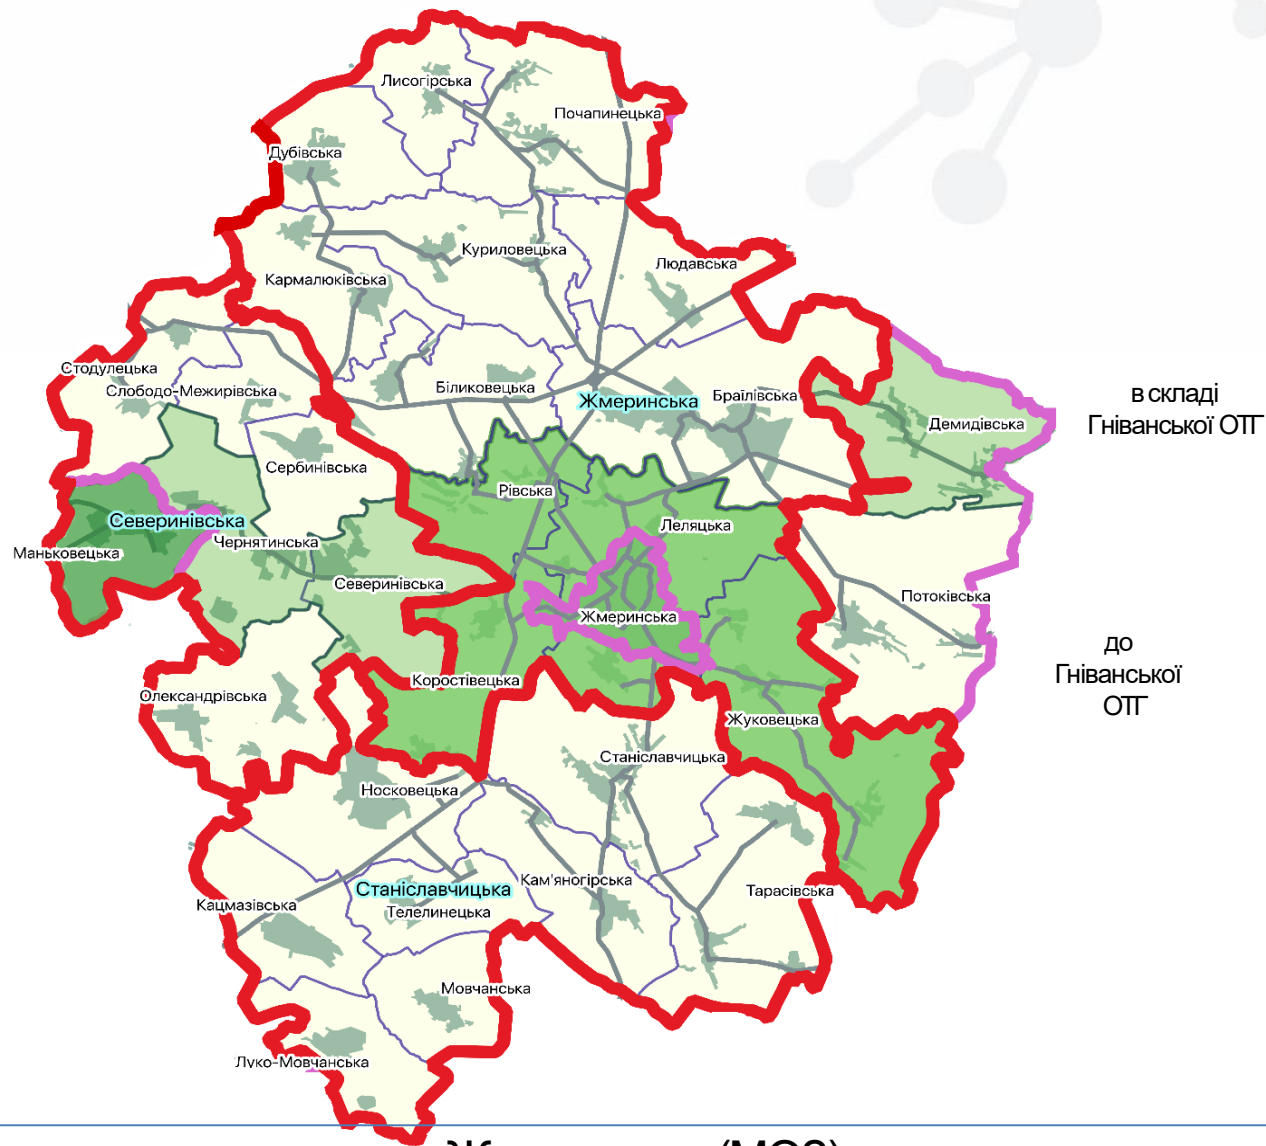 Лисогірська
Почапинецька
Дубівська
Куриловецька
Людавська
Кармалюківська
Стодулецька
Слободо-Межирівська
Біликовецька
Жмеринська
Браїлівська
в складі
Гніванської ОТГ
Демидівська
Сербинівська
Рівська
Северинівська
Леляцька
Чернятинська
Маньковецька
Северинівська
Потоківська
Жмеринська
до
Гніванської
ОТГ
Коростівецька
Олександрівська
Жуковецька
Станіславчицька
Носковецька
Кам'яногірська
Станіславчицька
Тарасівська
Кацмазівська
Телелинецька
Мовчанська
Луко-Мовчанська